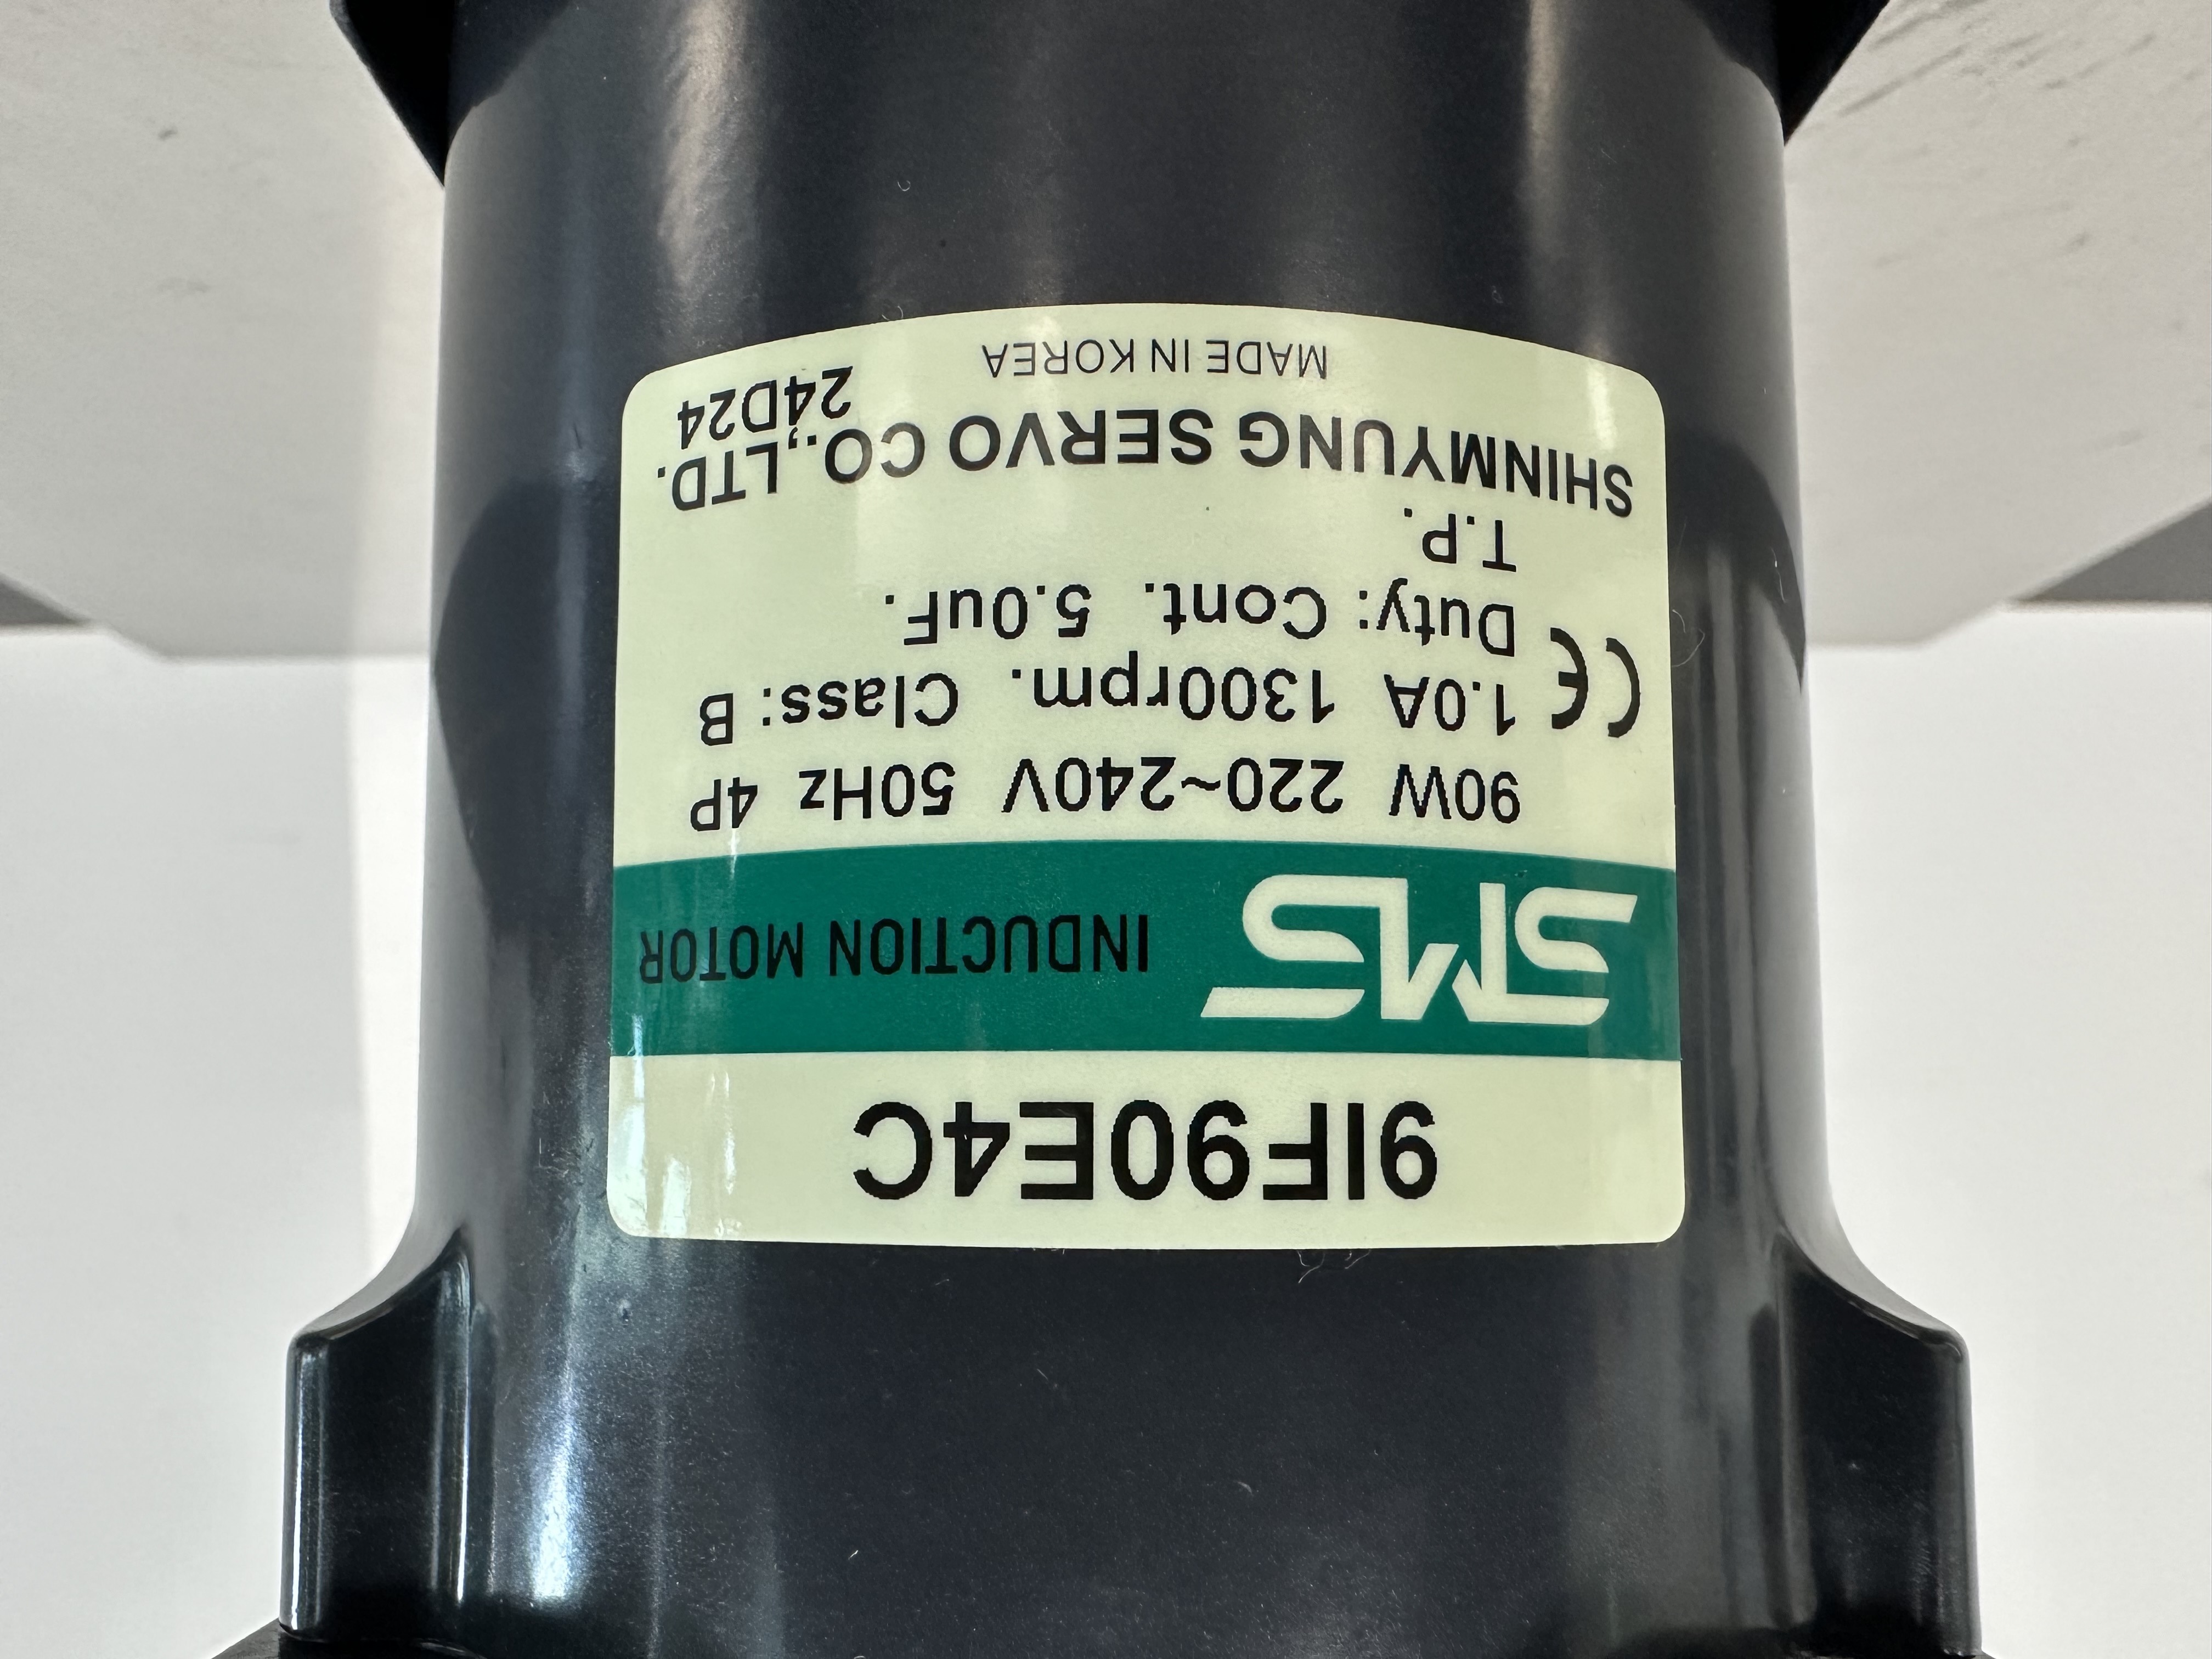 9IF90E4C
SMS INDUCTION MOTOR
90W 220~240V 50Hz 4P
1.0A 1300rpm. Class: B
CE Duty: Cont. 5.0uF.
T.P.
SHINMYUNG SERVO CO.,LTD.
24D24
MADE IN KOREA